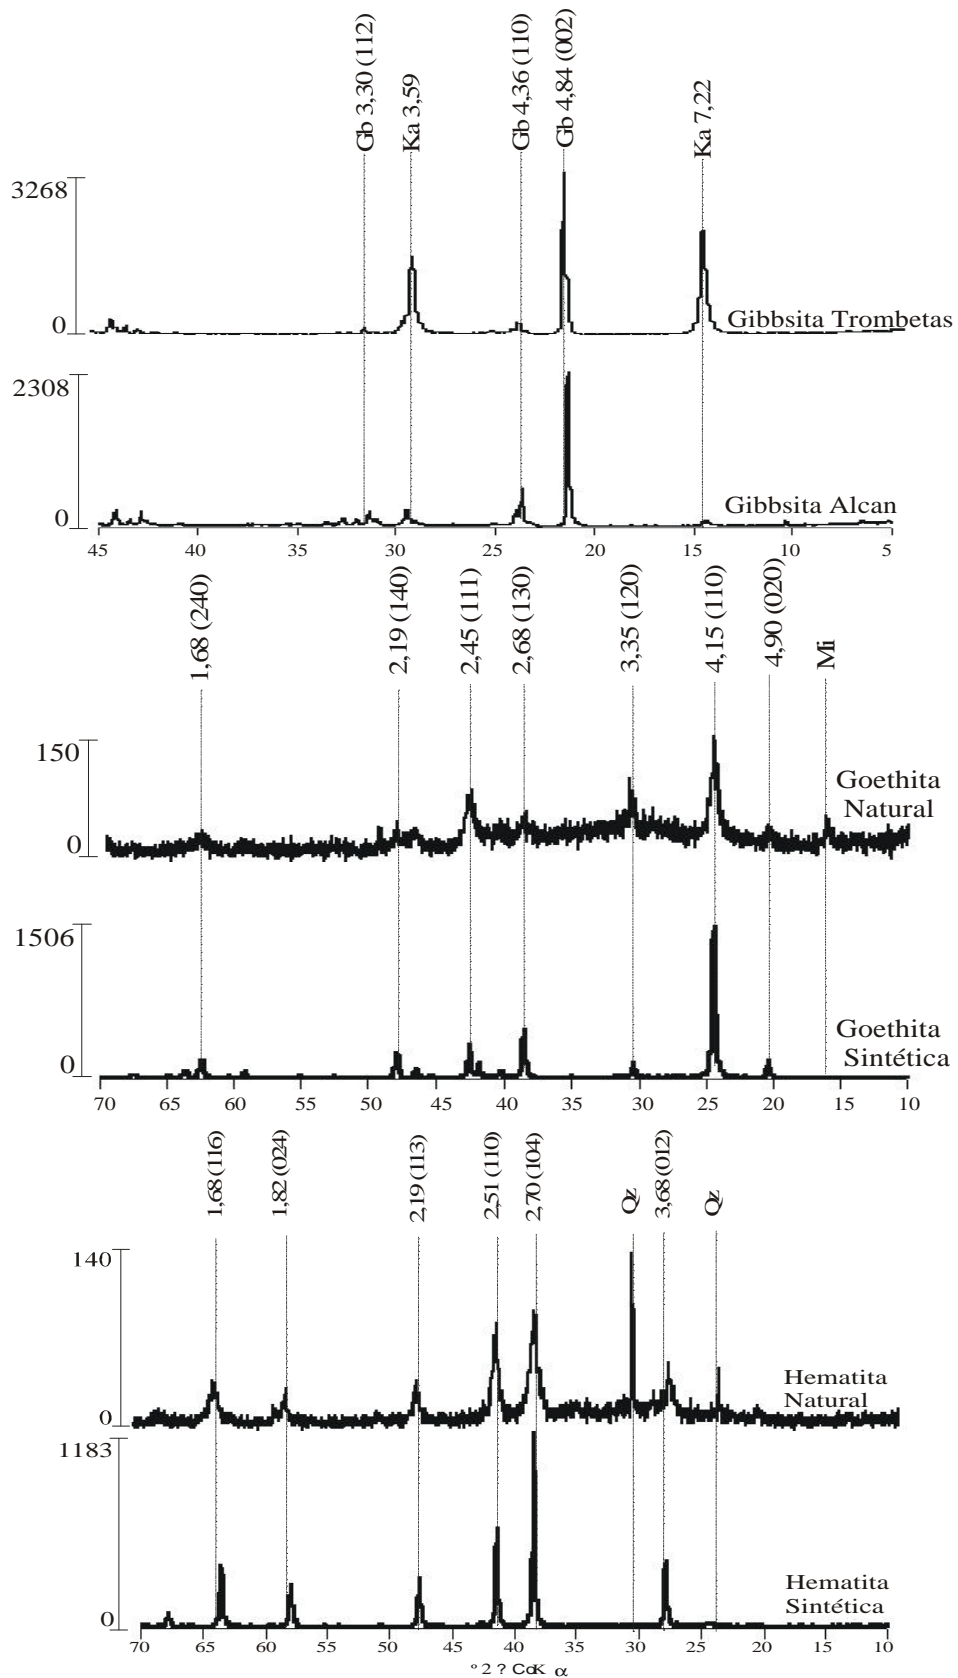 Gb 3,30 (112)
Ka 3,59
Gb 4,36 (110)
Gb 4,84 (002)
Ka 7,22
3268
0
Gibbsita Trombetas
2308
0
Gibbsita Alcan
45 40 35 30 25 20 15 10 5
1,68 (240)
2,19 (140)
2,45 (111)
2,68 (130)
3,35 (120)
4,15 (110)
4,90 (020)
Mi
150
0
Goethita
Natural
1506
0
Goethita
Sintética
70 65 60 55 50 45 40 35 30 25 20 15 10
1,68 (116)
1,82 (024)
2,19 (113)
2,51 (110)
2,70 (104)
Qz
3,68 (012)
Qz
140
0
Hematita
Natural
1183
0
Hematita
Sintética
70 65 60 55 50 45 40 35 30 25 20 15 10
° 2 ? CoK α